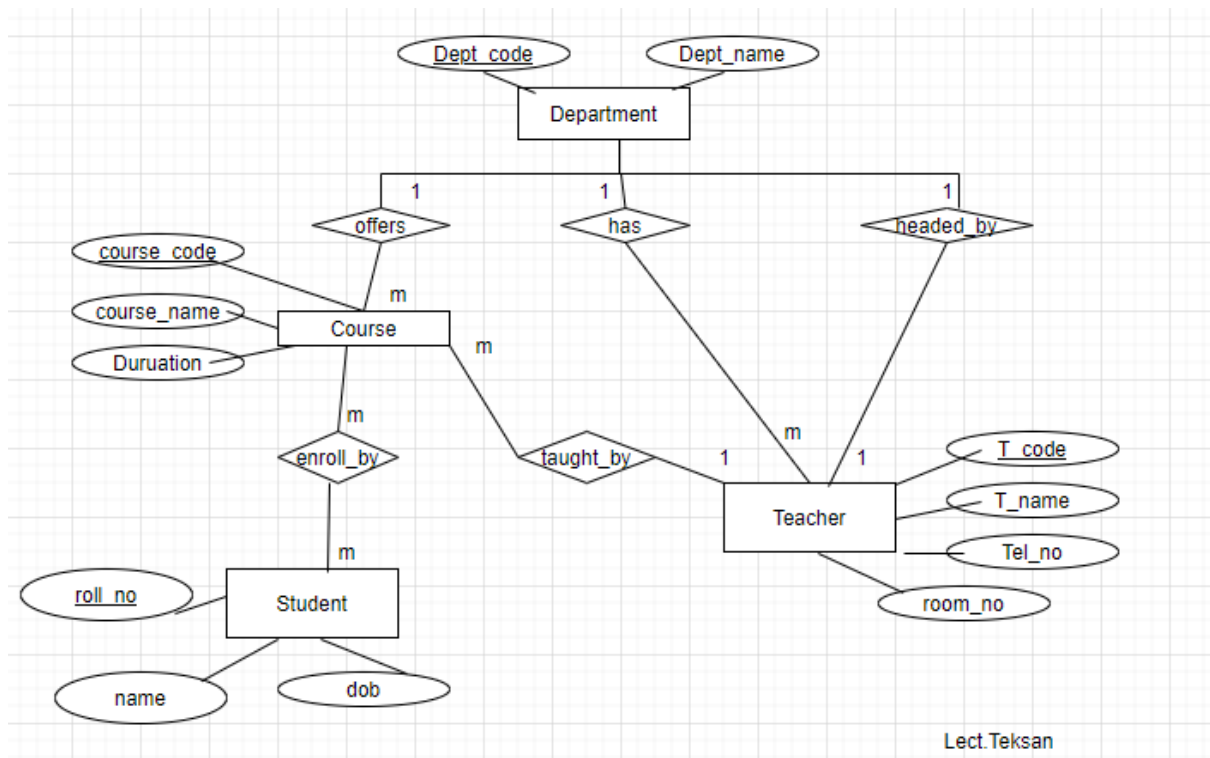 Dept_code
Dept_name
Department
1
1
1
offers
has
headed_by
course_code
m
course_name
Course
m
Duruation
m
m
enroll_by
taught_by
1
1
T_code
T_name
Teacher
Tel_no
m
roll_no
Student
room_no
name
dob
Lect.Teksan